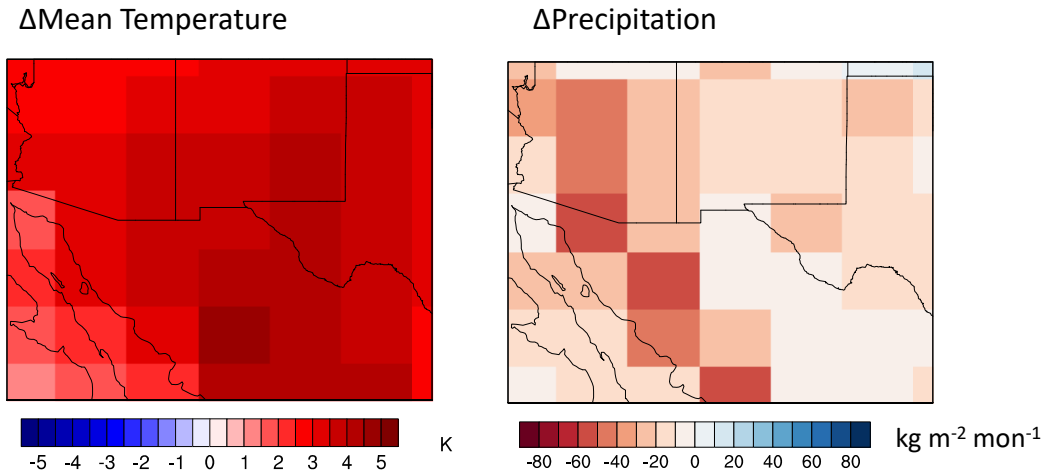 ΔMean Temperature
ΔPrecipitation
-5 -4 -3 -2 -1 0 1 2 3 4 5 K
-80 -60 -40 -20 0 20 40 60 80 kg m⁻² mon⁻¹